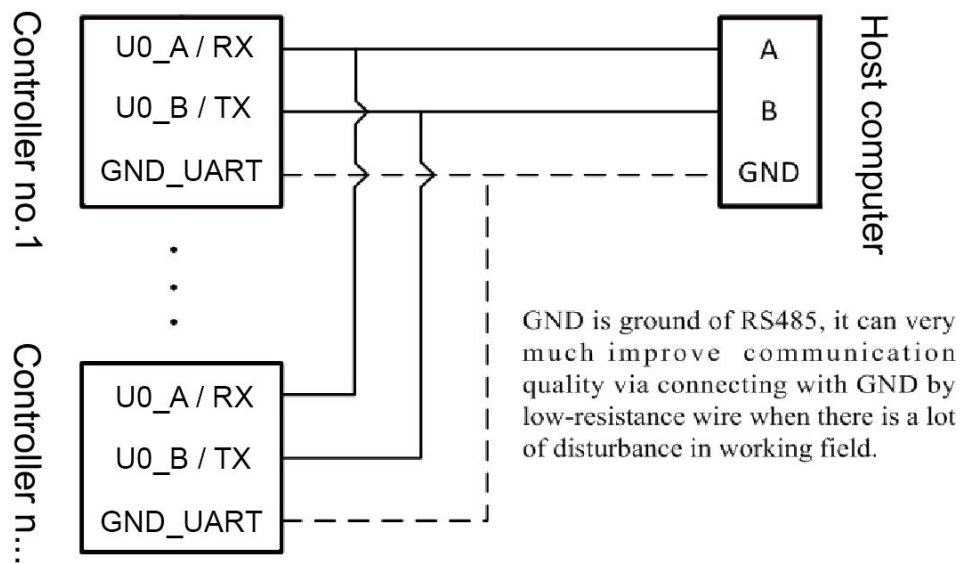 Controller no.1
U0_A / RX
U0_B / TX
GND_UART
A
B
GND
Host computer
Controller n...
U0_A / RX
U0_B / TX
GND_UART
GND is ground of RS485, it can very
much improve communication
quality via connecting with GND by
low-resistance wire when there is a lot
of disturbance in working field.